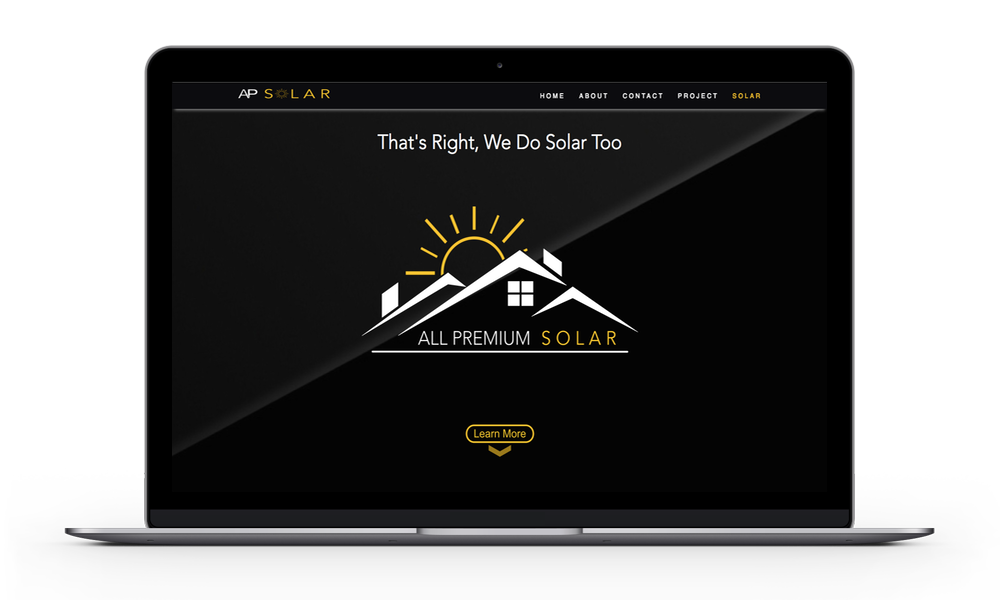 AP SOLAR
HOME ABOUT CONTACT PROJECT SOLAR
That's Right, We Do Solar Too
ALL PREMIUM SOLAR
Learn More